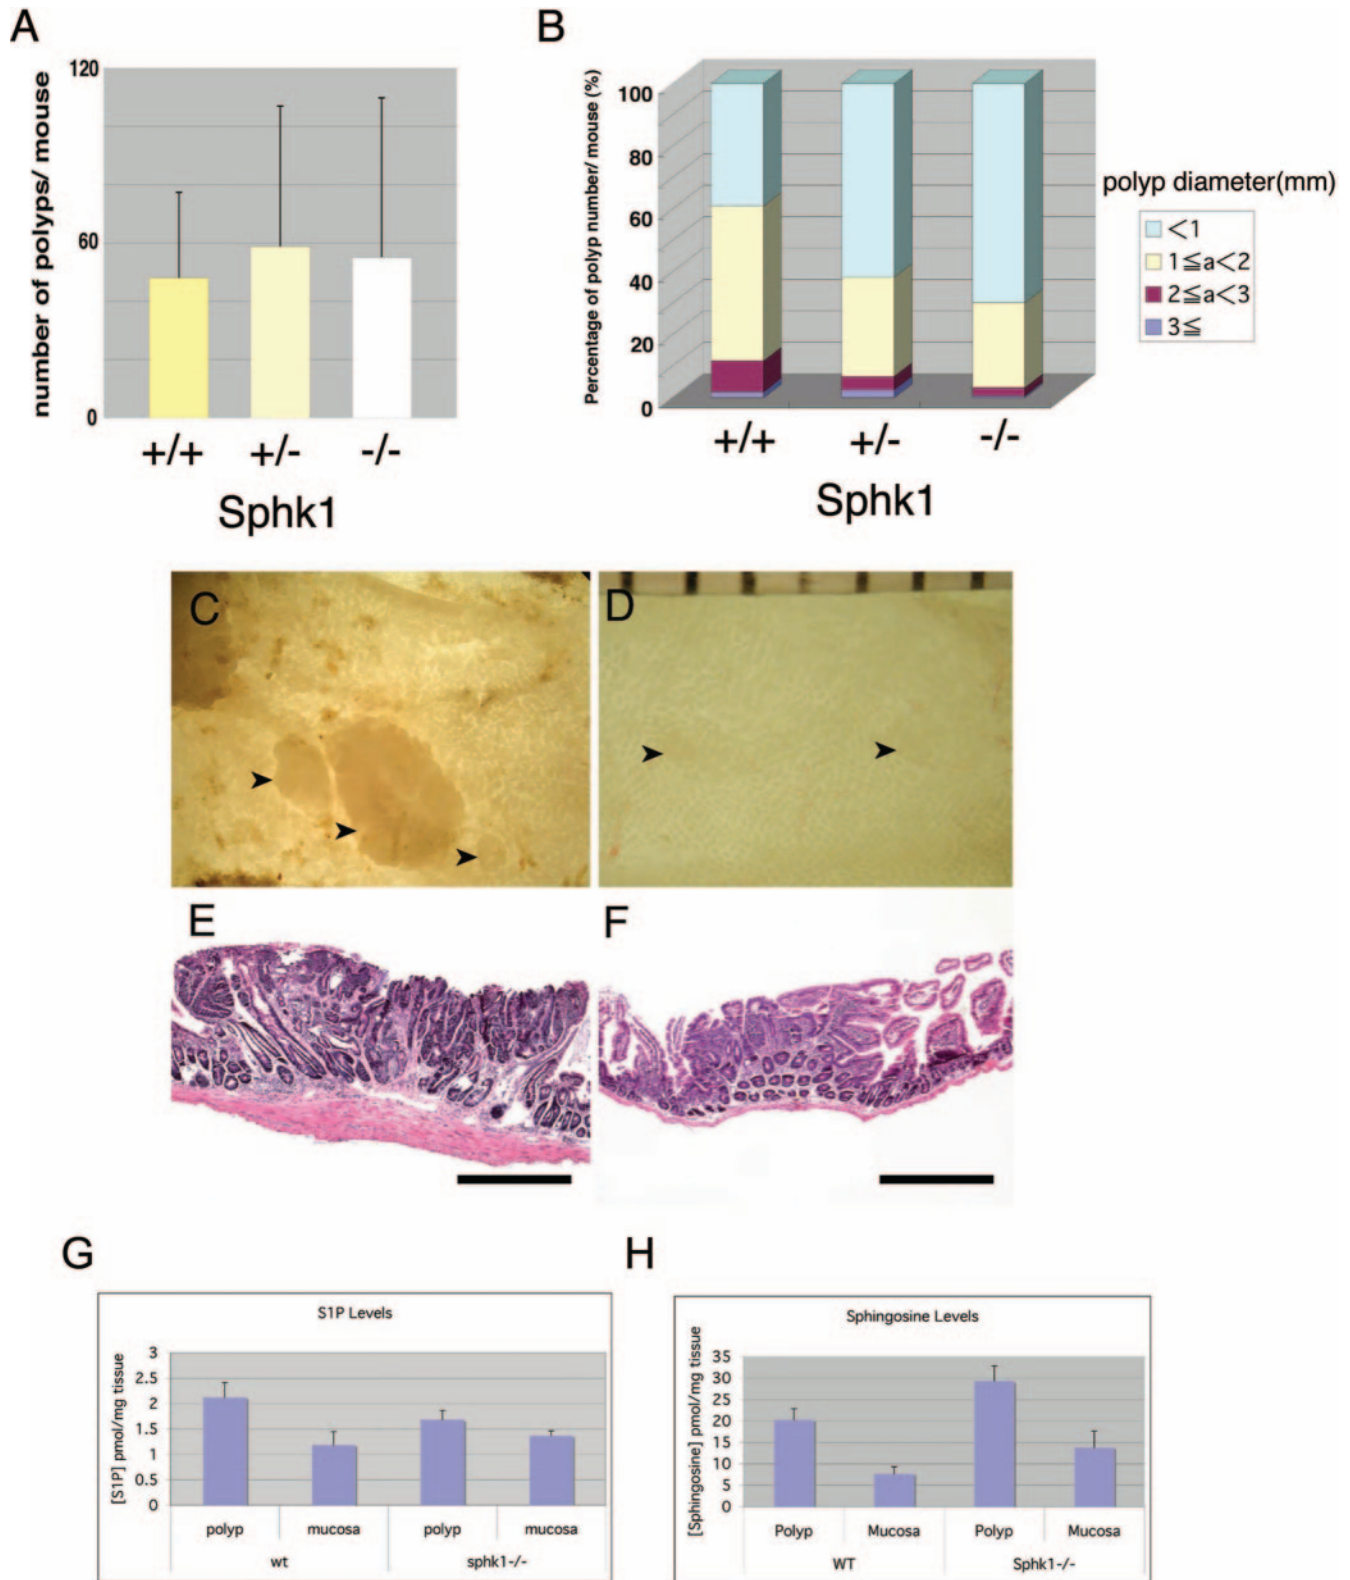 A
number of polyps/ mouse
120
60
0
+/+ +/- -/-
Sphk1
B
Percentage of polyp number/ mouse (%)
100
80
60
40
20
0
+/+ +/- -/-
Sphk1
polyp diameter(mm)
<1
1≦a<2
2≦a<3
3≦
C
D
E
F
G
S1P Levels
[S1P] pmol/mg tissue
3
2.5
2
1.5
1
0.5
0
polyp mucosa polyp mucosa
wt sphk1-/-
H
Sphingosine Levels
[Sphingosine] pmol/mg tissue
35
30
25
20
15
10
5
0
Polyp Mucosa Polyp Mucosa
WT Sphk1-/-